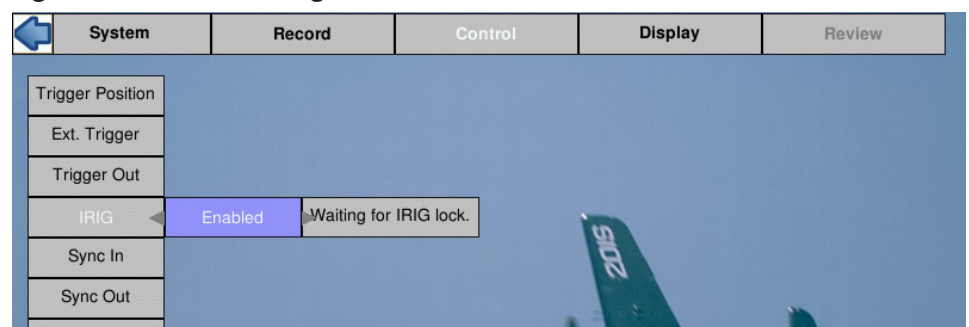 System Record Control Display Review
Trigger Position
Ext. Trigger
Trigger Out
IRIG Enabled Waiting for IRIG lock.
Sync In
Sync Out
201S